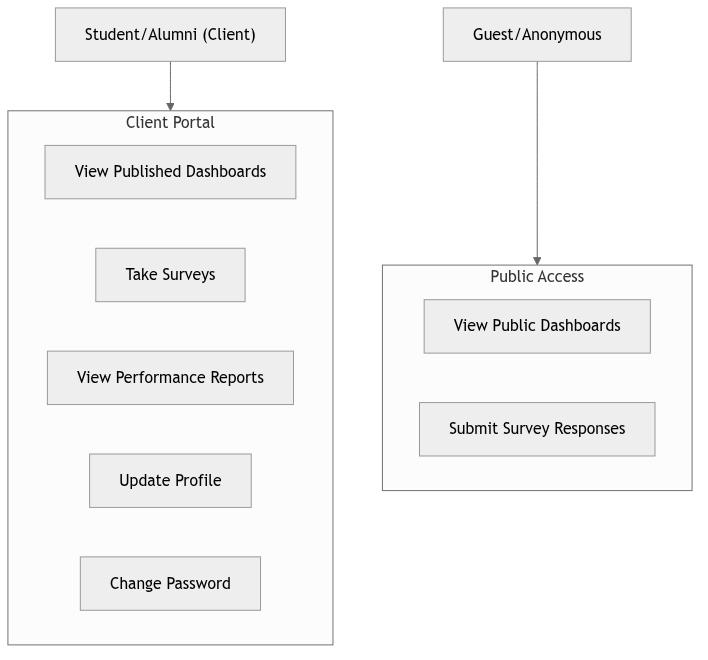 Student/Alumni (Client)
Client Portal
View Published Dashboards
Take Surveys
View Performance Reports
Update Profile
Change Password
Guest/Anonymous
Public Access
View Public Dashboards
Submit Survey Responses